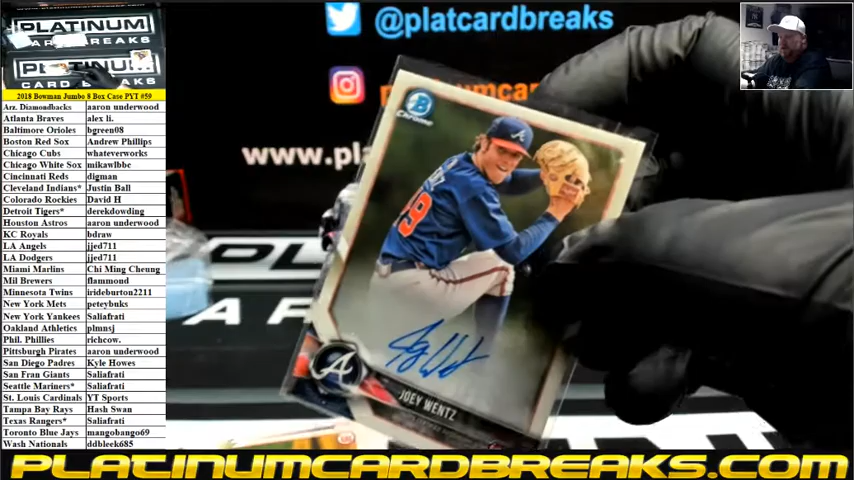 PLATINUM
CARD BREAKS
PLATINUM
CARD BREAKS
2018 Bowman Jumbo 8 Box Case PYT #59
Arz. Diamondbacks aaron underwood
Atlanta Braves alex li.
Baltimore Orioles bgreen08
Boston Red Sox Andrew Phillips
Chicago Cubs whateverworks
Chicago White Sox mikawlbbc
Cincinnati Reds digman
Cleveland Indians* Justin Ball
Colorado Rockies David H
Detroit Tigers* derekdowding
Houston Astros aaron underwood
KC Royals bdraw
LA Angels jjed711
LA Dodgers jjed711
Miami Marlins Chi Ming Cheung
Mil Brewers flammond
Minnesota Twins irideburton2211
New York Mets peteybuks
New York Yankees Saliafrati
Oakland Athletics plmnsj
Phil. Phillies richcow.
Pittsburgh Pirates aaron underwood
San Diego Padres Kyle Howes
San Fran Giants Saliafrati
Seattle Mariners* Saliafrati
St. Louis Cardinals YT Sports
Tampa Bay Rays Hash Swan
Texas Rangers* Saliafrati
Toronto Blue Jays mangobango69
Wash Nationals ddbleek685
@platcardbreaks
platinumc
www.pla
B
Chrome
A
49
A
JOEY WENTZ
PLATINUMCARDBREAKS.COM